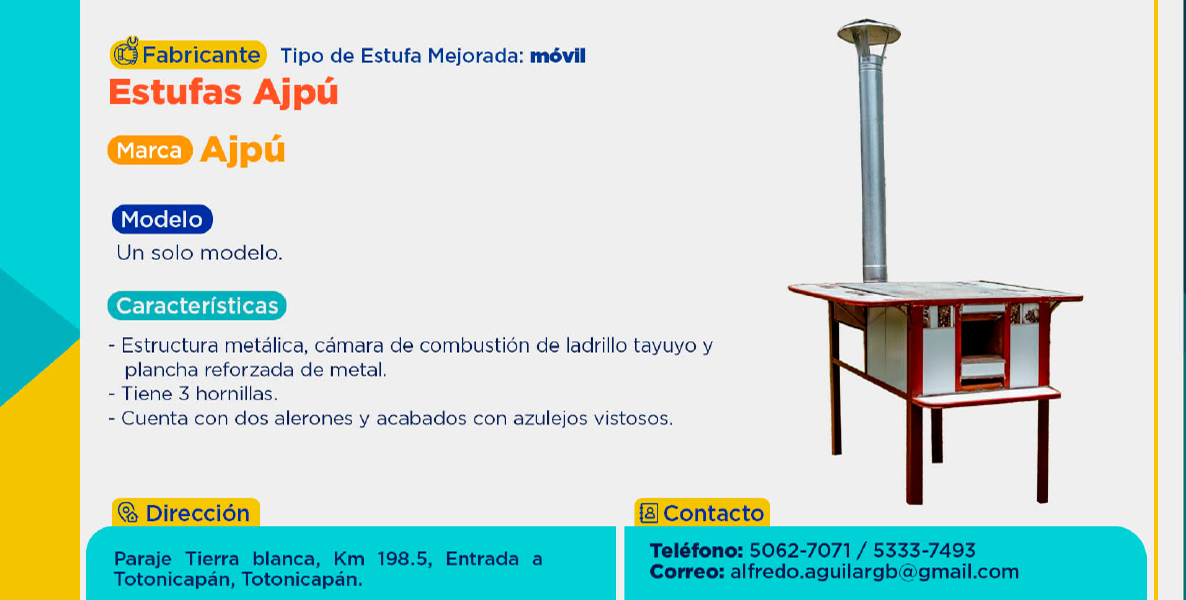 Fabricante Tipo de Estufa Mejorada: móvil
Estufas Ajpú
Marca Ajpú
Modelo
Un solo modelo.
Características
- Estructura metálica, cámara de combustión de ladrillo tayuyo y
plancha reforzada de metal.
- Tiene 3 hornillas.
- Cuenta con dos alerones y acabados con azulejos vistosos.
Dirección
Paraje Tierra blanca, Km 198.5, Entrada a
Totonicapán, Totonicapán.
Contacto
Teléfono: 5062-7071 / 5333-7493
Correo: alfredo.aguilargb@gmail.com